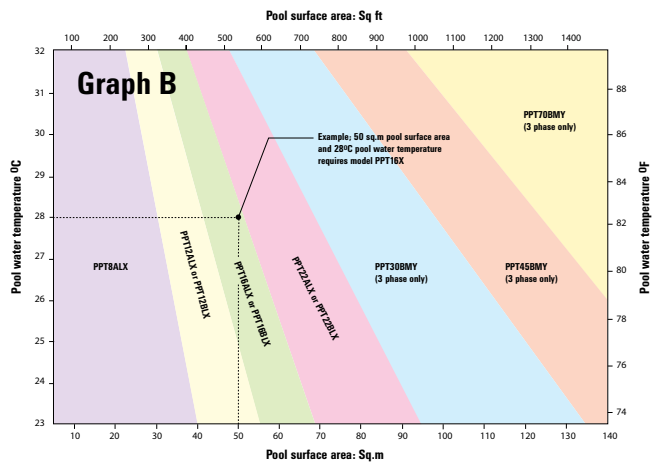 Pool surface area: Sq ft
100 200 300 400 500 600 700 800 900 1000 1100 1200 1300 1400
Graph B
32
31
30
29
28
27
26
25
24
23
Pool water temperature ºC
88
86
84
82
80
78
76
74
Pool water temperature ºF
PPT70BMY
(3 phase only)
Example; 50 sq.m pool surface area
and 28ºC pool water temperature
requires model PPT16X
PPT8ALX
PPT12ALX or PPT12BLX
PPT16ALX or PPT16BLX
PPT22ALX or PPT22BLX
PPT30BMY
(3 phase only)
PPT45BMY
(3 phase only)
10 20 30 40 50 60 70 80 90 100 110 120 130 140
Pool surface area: Sq.m